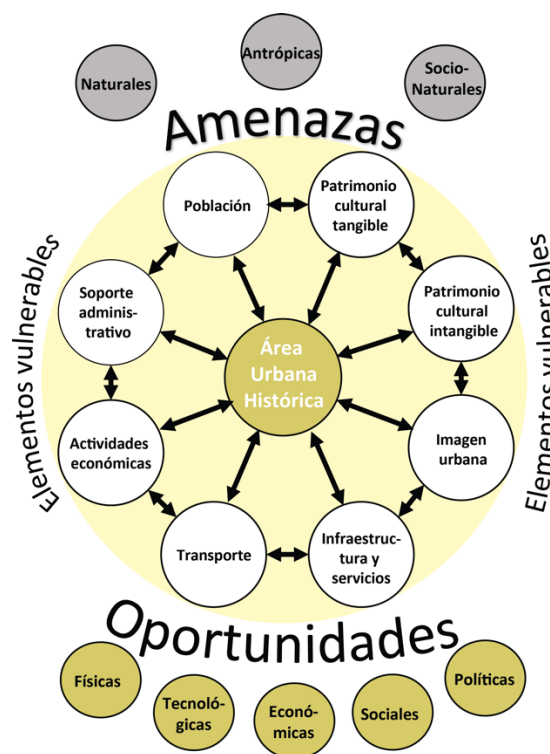 Naturales
Antrópicas
Socio-
Naturales
Amenazas
Elementos vulnerables
Elementos vulnerables
Población
Patrimonio
cultural
tangible
Soporte
adminis-
trativo
Patrimonio
cultural
intangible
Área
Urbana
Histórica
Actividades
económicas
Imagen
urbana
Transporte
Infraestruc-
tura y
servicios
Oportunidades
Físicas
Tecnoló-
gicas
Econó-
micas
Sociales
Políticas